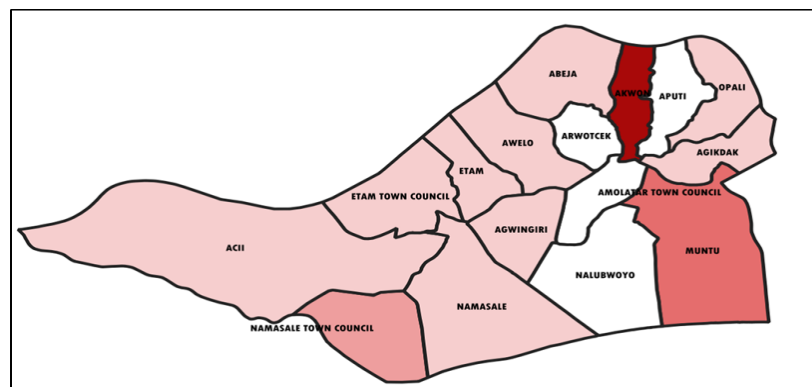 ABEJA
AKWON
APUTI
OPALI
ARWOTCEK
AWELO
AGIKDAK
ETAM
ETAM TOWN COUNCIL
AMOLATAR TOWN COUNCIL
AGWINGIRI
ACII
MUNTU
NALUBWOYO
NAMASALE
NAMASALE TOWN COUNCIL